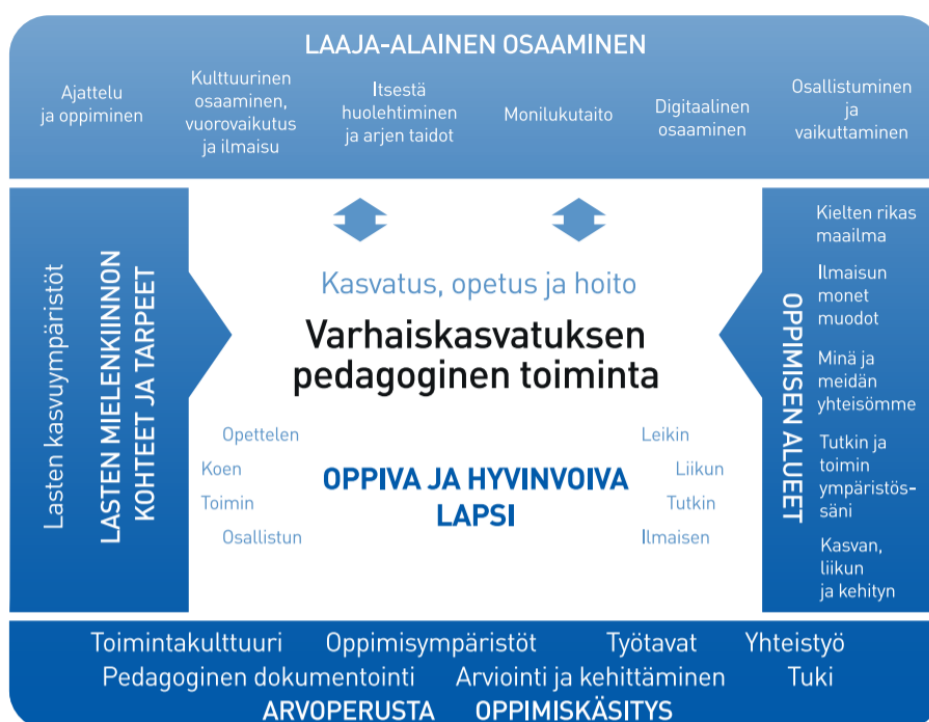 LAAJA-ALAINEN OSAAMINEN
Ajattelu
ja oppiminen
Kulttuurinen
osaaminen,
vuorovaikutus
ja ilmaisu
Itsestä
huolehtiminen
ja arjen taidot
Monilukutaito
Digitaalinen
osaaminen
Osallistuminen
ja
vaikuttaminen
Lasten kasvuympäristöt
LASTEN MIELENKIINNON
KOHTEET JA TARPEET
Kasvatus, opetus ja hoito
Varhaiskasvatuksen
pedagoginen toiminta
Opettelen
Koen
Toimin
Osallistun
OPPIVA JA HYVINVOIVA
LAPSI
Leikin
Liikun
Tutkin
Ilmaisen
OPPIMISEN ALUEET
Kielten rikas
maailma
Ilmaisun
monet
muodot
Minä ja
meidän
yhteisömme
Tutkin ja
toimin
ympäristös-
säni
Kasvan,
liikun
ja kehityn
Toimintakulttuuri Oppimisympäristöt Työtavat Yhteistyö
Pedagoginen dokumentointi Arviointi ja kehittäminen Tuki
ARVOPERUSTA OPPIMISKÄSITYS